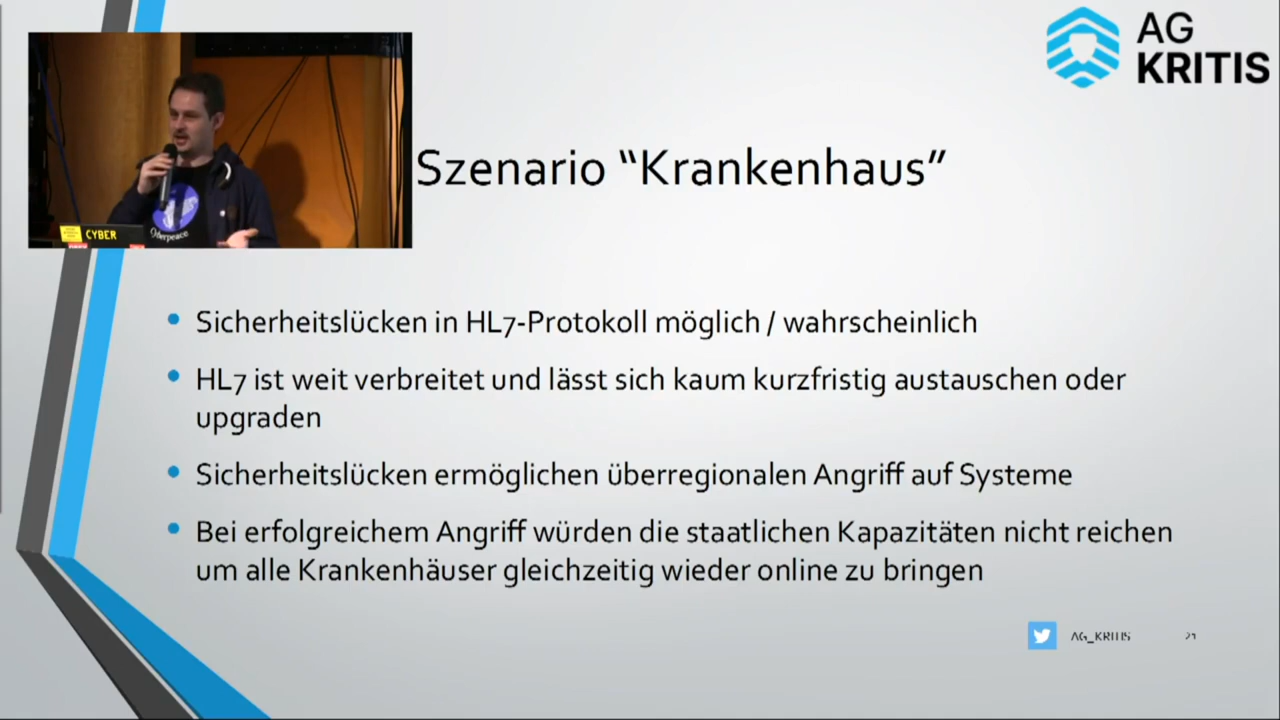 AG
KRITIS
Szenario “Krankenhaus”
CYBER
Cyberpeace
• Sicherheitslücken in HL7-Protokoll möglich / wahrscheinlich
• HL7 ist weit verbreitet und lässt sich kaum kurzfristig austauschen oder
upgraden
• Sicherheitslücken ermöglichen überregionalen Angriff auf Systeme
• Bei erfolgreichem Angriff würden die staatlichen Kapazitäten nicht reichen
um alle Krankenhäuser gleichzeitig wieder online zu bringen
AG_KRITIS
21